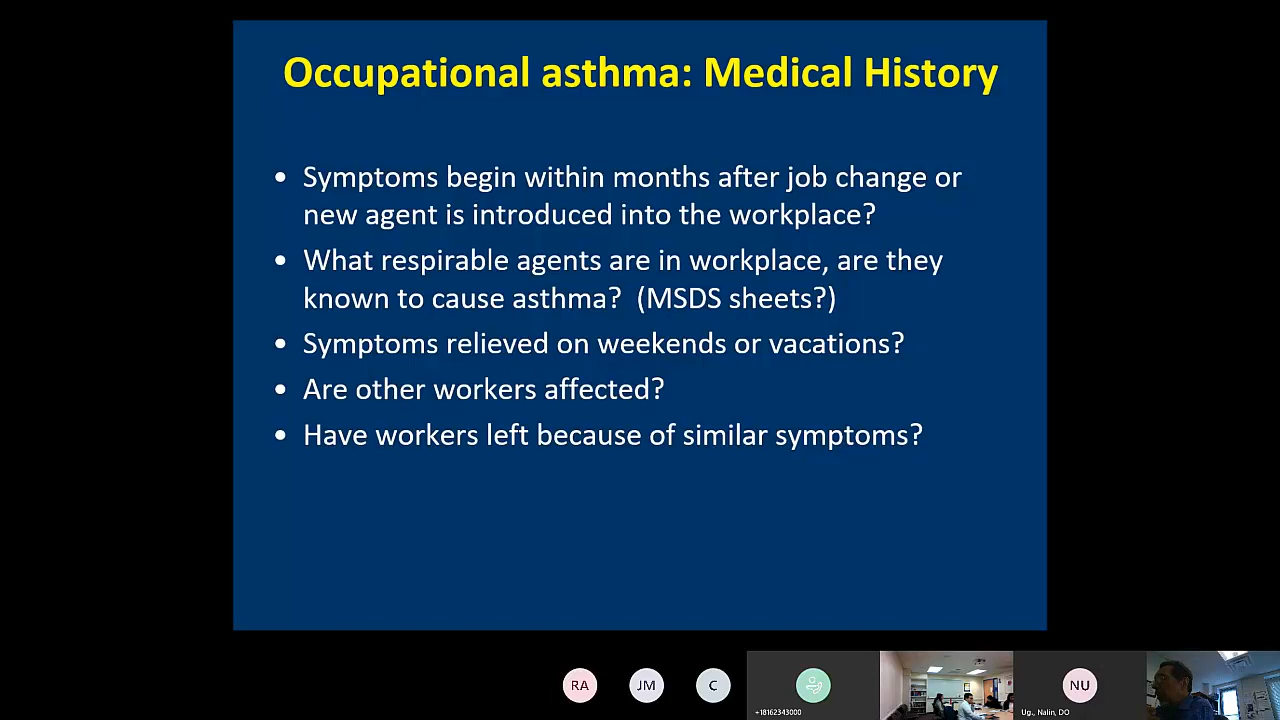 Occupational asthma: Medical History
• Symptoms begin within months after job change or
new agent is introduced into the workplace?
• What respirable agents are in workplace, are they
known to cause asthma?  (MSDS sheets?)
• Symptoms relieved on weekends or vacations?
• Are other workers affected?
• Have workers left because of similar symptoms?
RA
JM
C
NU
+18162343000
Ug., Nalin, DO